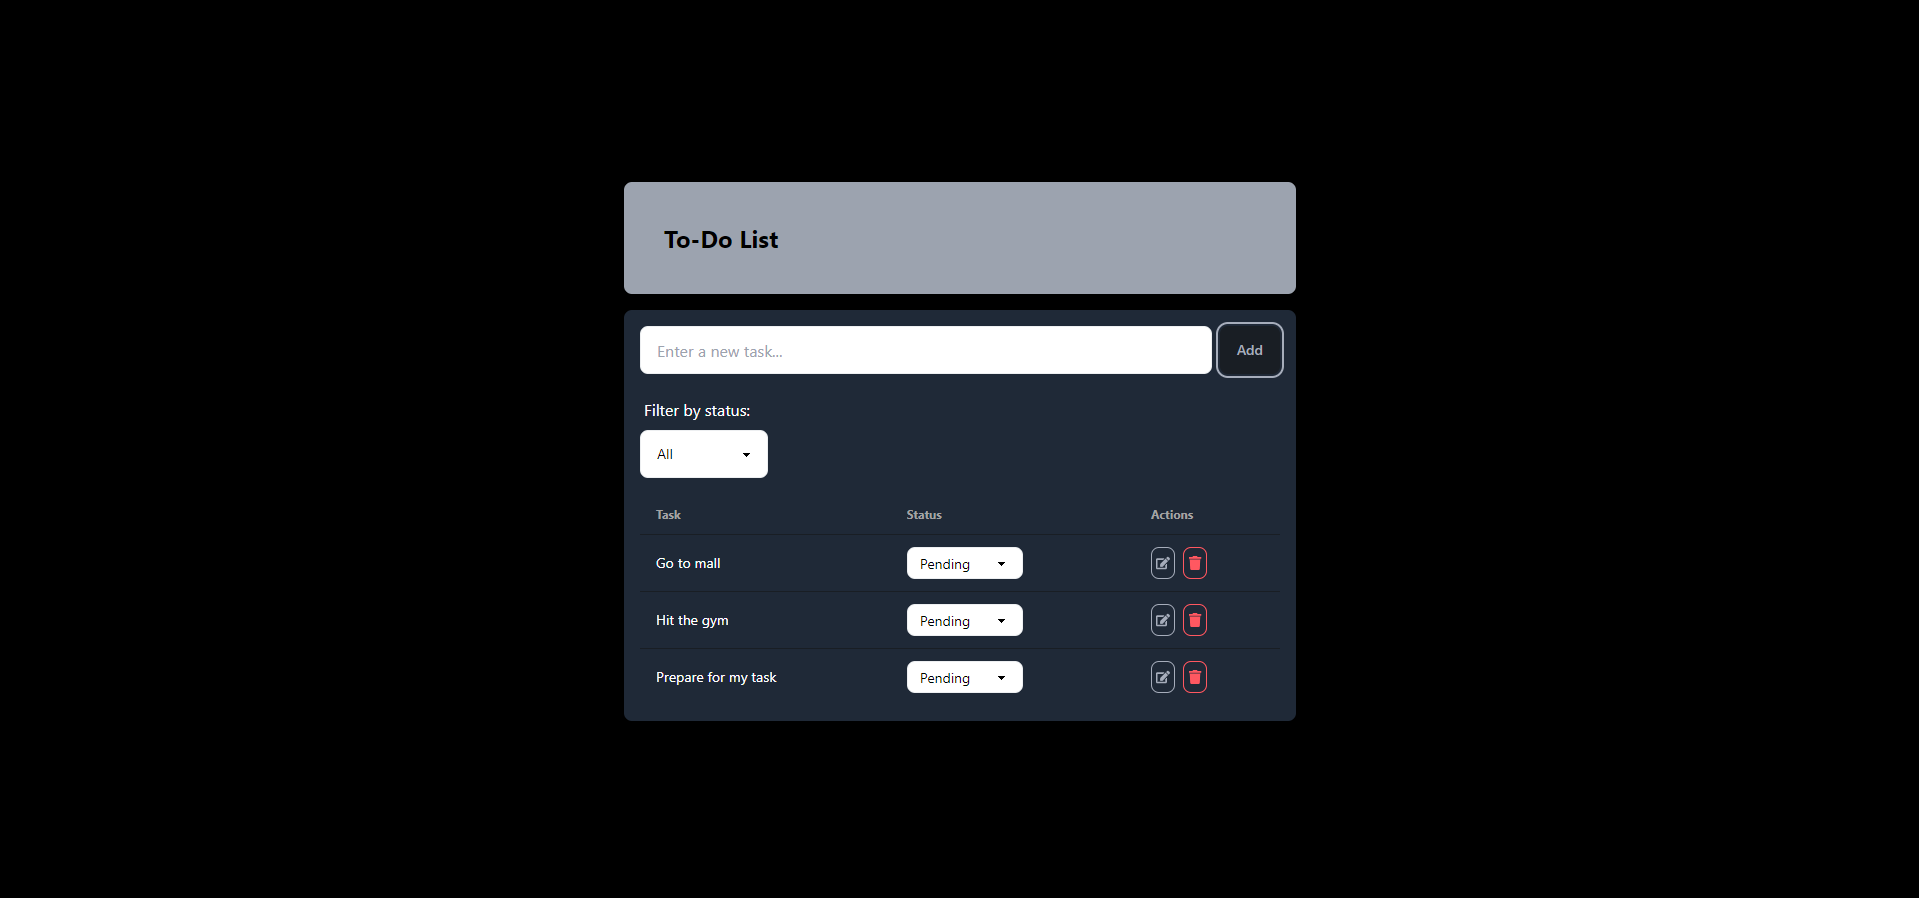 To-Do List
Enter a new task...
Add
Filter by status:
All
Task Status Actions
Go to mall Pending
Hit the gym Pending
Prepare for my task Pending